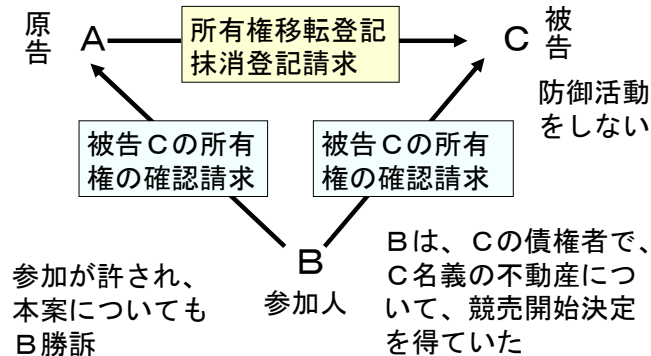 原告
A
所有権移転登記
抹消登記請求
C
被告
防御活動
をしない
被告Cの所有
権の確認請求
被告Cの所有
権の確認請求
B
参加人
参加が許され、
本案についても
B勝訴
Bは、Cの債権者で、
C名義の不動産につ
いて、競売開始決定
を得ていた